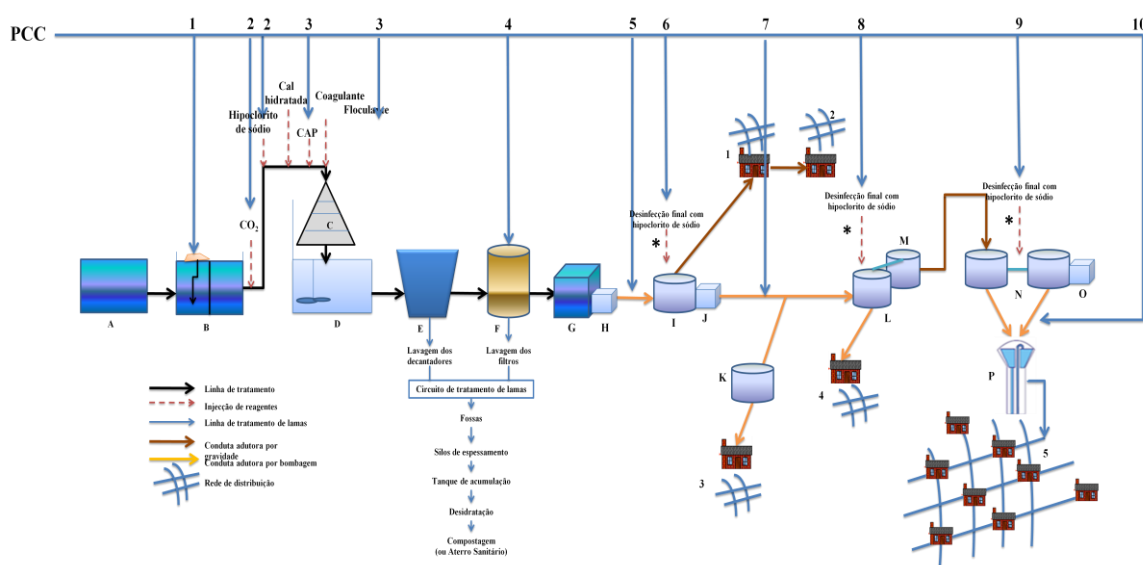 1 2 2 3 3 4 5 6 7 8 9 10
PCC
Cal
hidratada
Coagulante
Floculante
Hipoclorito
de sódio
CAP
CO2
C
A
B
D
E
F
G
H
Desinfecção final com
hipoclorito de sódio
*
I
J
1
2
K
3
Desinfecção final com
hipoclorito de sódio
*
M
L
4
Desinfecção final com
hipoclorito de sódio
*
N
O
P
5
Lavagem dos
decantadores
Lavagem dos
filtros
Circuito de tratamento de lamas
Fossas
Silos de espessamento
Tanque de acumulação
Desidratação
Compostagem
(ou Aterro Sanitário)
Linha de tratamento
Injecção de reagentes
Linha de tratamento de lamas
Conduta adutora por
gravidade
Conduta adutora por bombagem
Rede de distribuição